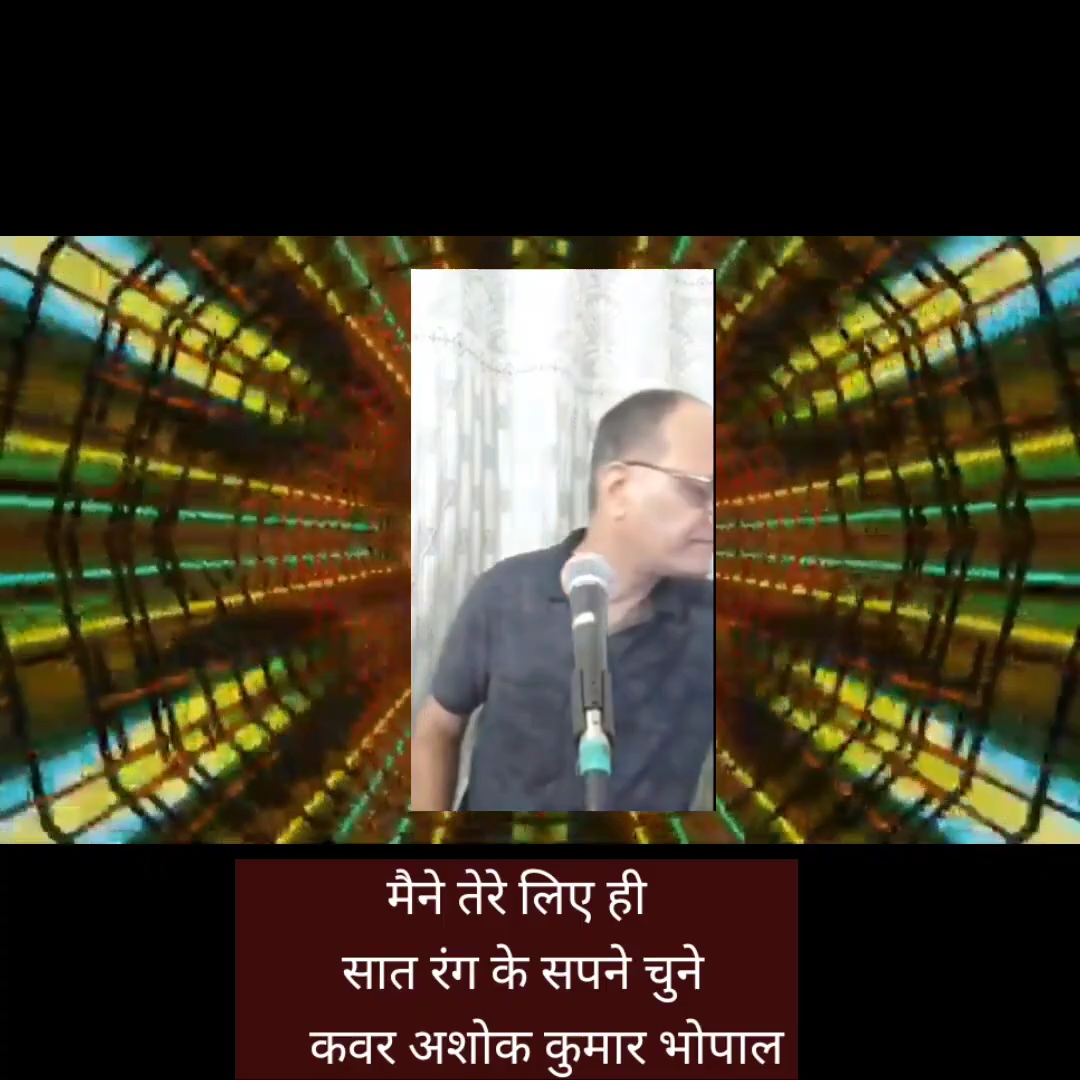 मैने तेरे लिए ही
सात रंग के सपने चुने
कवर अशोक कुमार भोपाल